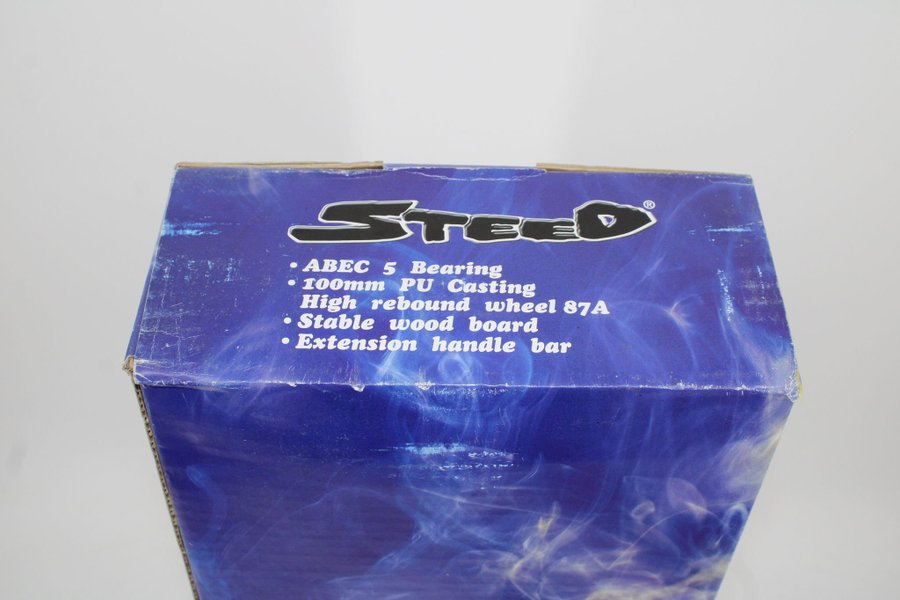 STEED®
• ABEC 5 Bearing
• 100mm PU Casting
High rebound wheel 87A
• Stable wood board
• Extension handle bar